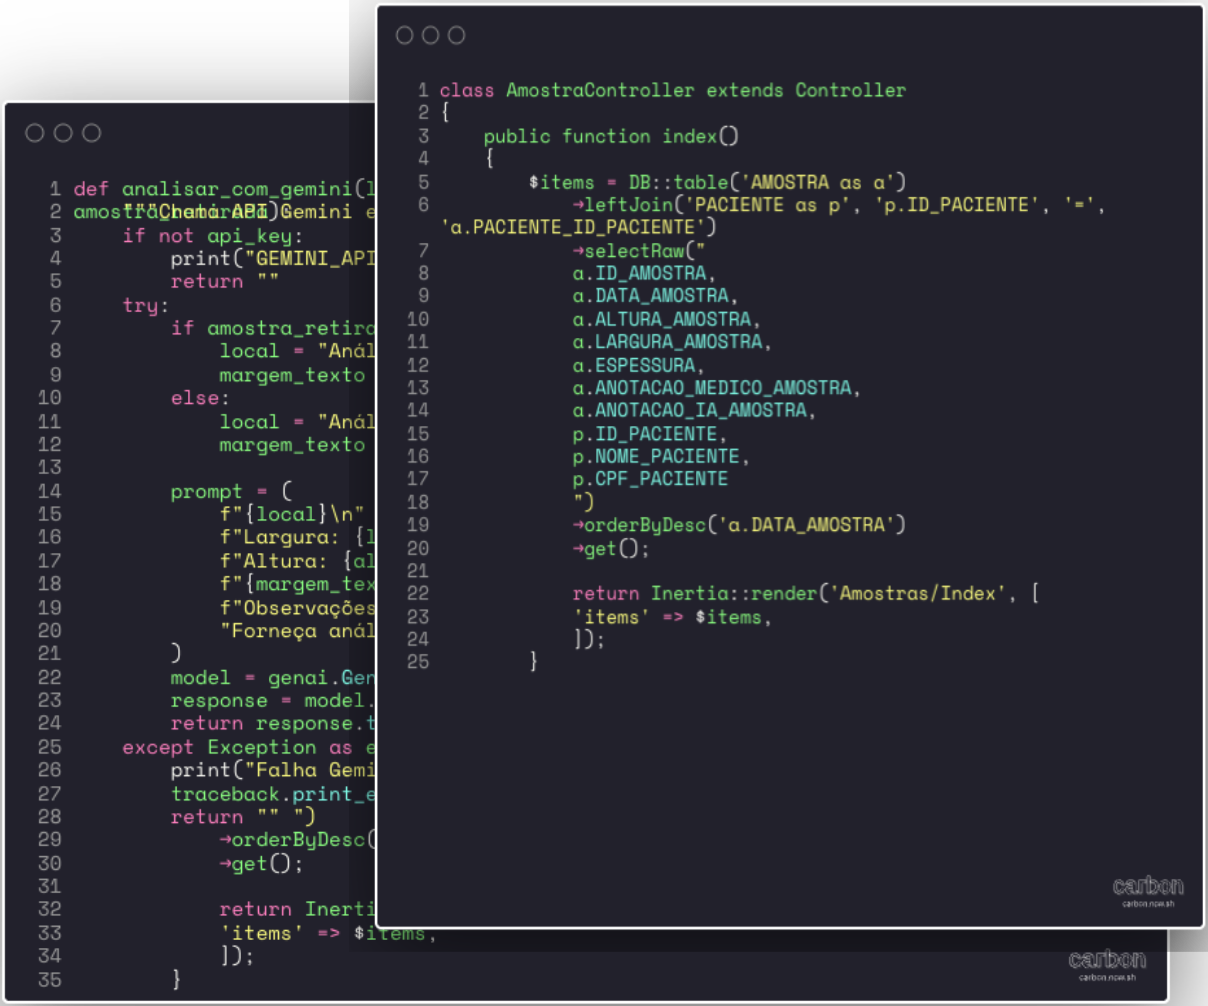 1 class AmostraController extends Controller
2 {
3 public function index()
4 {
5 $items = DB::table('AMOSTRA as a')
6 →leftJoin('PACIENTE as p', 'p.ID_PACIENTE', '=',
'a.PACIENTE_ID_PACIENTE')
7 →selectRaw("
8 a.ID_AMOSTRA,
9 a.DATA_AMOSTRA,
10 a.ALTURA_AMOSTRA,
11 a.LARGURA_AMOSTRA,
12 a.ESPESSURA,
13 a.ANOTACAO_MEDICO_AMOSTRA,
14 a.ANOTACAO_IA_AMOSTRA,
15 p.ID_PACIENTE,
16 p.NOME_PACIENTE,
17 p.CPF_PACIENTE
18 ")
19 →orderByDesc('a.DATA_AMOSTRA')
20 →get();
21
22 return Inertia::render('Amostras/Index', [
23 'items' => $items,
24 ]);
25 }
carbon
carbon.now.sh
1 def analisar_com_gemini(l
2 """Chama API Gemini e
3 if not api_key:
4 print("GEMINI_API
5 return ""
6 try:
7 if amostra_retira
8 local = "Anál
9 margem_texto
10 else:
11 local = "Anál
12 margem_texto
13
14 prompt = (
15 f"{local}\n"
16 f"Largura: {l
17 f"Altura: {al
18 f"{margem_tex
19 f"Observações
20 "Forneça anál
21 )
22 model = genai.Gen
23 response = model.
24 return response.t
25 except Exception as e
26 print("Falha Gemi
27 traceback.print_e
28 return "" ")
29 →orderByDesc(
30 →get();
31
32 return Inerti
33 'items' => $items,
34 ]);
35 }
carbon
carbon.now.sh